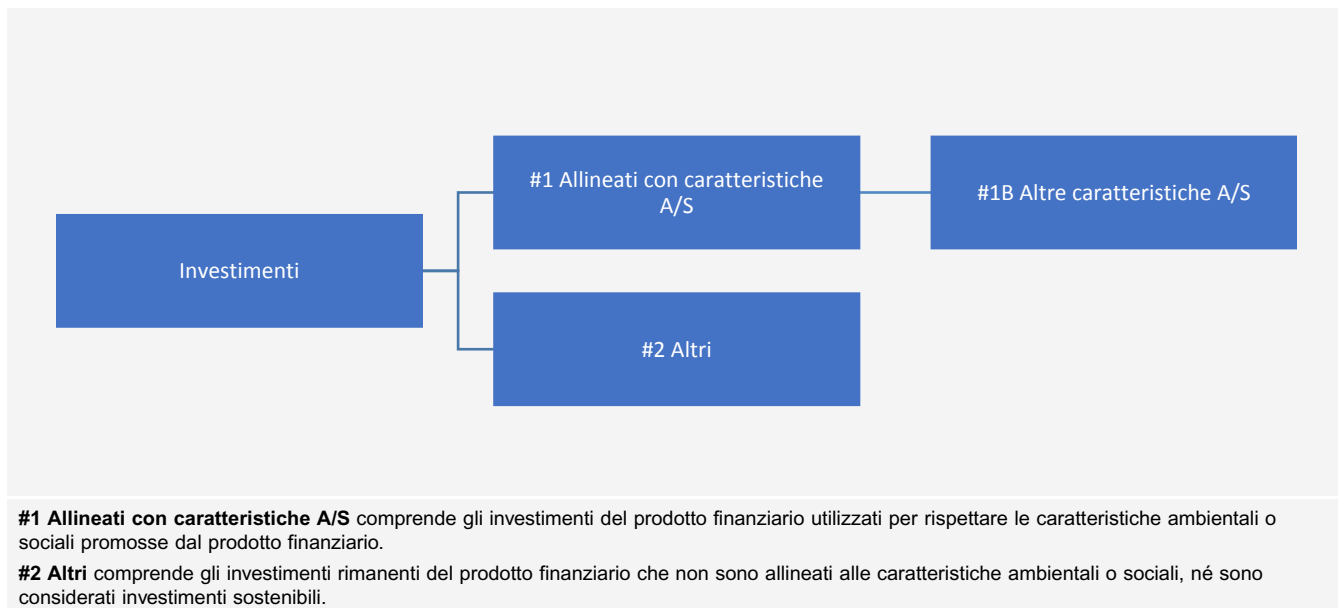 #1 Allineati con caratteristiche
A/S
#1B Altre caratteristiche A/S
Investimenti
#2 Altri
#1 Allineati con caratteristiche A/S comprende gli investimenti del prodotto finanziario utilizzati per rispettare le caratteristiche ambientali o
sociali promosse dal prodotto finanziario.
#2 Altri comprende gli investimenti rimanenti del prodotto finanziario che non sono allineati alle caratteristiche ambientali o sociali, né sono
considerati investimenti sostenibili.